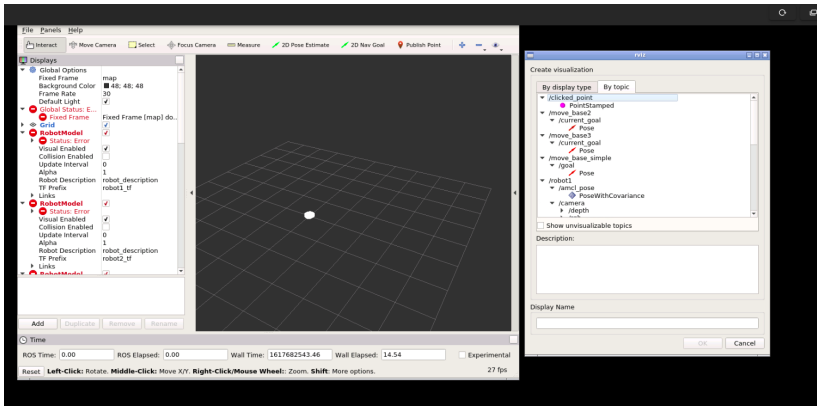 File Panels Help
Interact Move Camera Select Focus Camera Measure 2D Pose Estimate 2D Nav Goal Publish Point
Displays
Global Options
Fixed Frame map
Background Color 48; 48; 48
Frame Rate 30
Default Light
Global Status: E...
Fixed Frame Fixed Frame [map] do...
Grid
RobotModel
Status: Error
Visual Enabled
Collision Enabled
Update Interval 0
Alpha 1
Robot Description robot_description
TF Prefix robot1_tf
Links
RobotModel
Status: Error
Visual Enabled
Collision Enabled
Update Interval 0
Alpha 1
Robot Description robot_description
TF Prefix robot2_tf
Links
RobotModel
Add Duplicate Remove Rename
Time
ROS Time: 0.00 ROS Elapsed: 0.00 Wall Time: 1617682543.46 Wall Elapsed: 14.54 Experimental
Reset Left-Click: Rotate. Middle-Click: Move X/Y. Right-Click/Mouse Wheel:: Zoom. Shift: More options. 27 fps
rviz
Create visualization
By display type By topic
/clicked_point
PointStamped
/move_base2
/current_goal
Pose
/move_base3
/current_goal
Pose
/move_base_simple
/goal
Pose
/robot1
/amcl_pose
PoseWithCovariance
/camera
/depth
Show unvisualizable topics
Description:
Display Name
OK Cancel